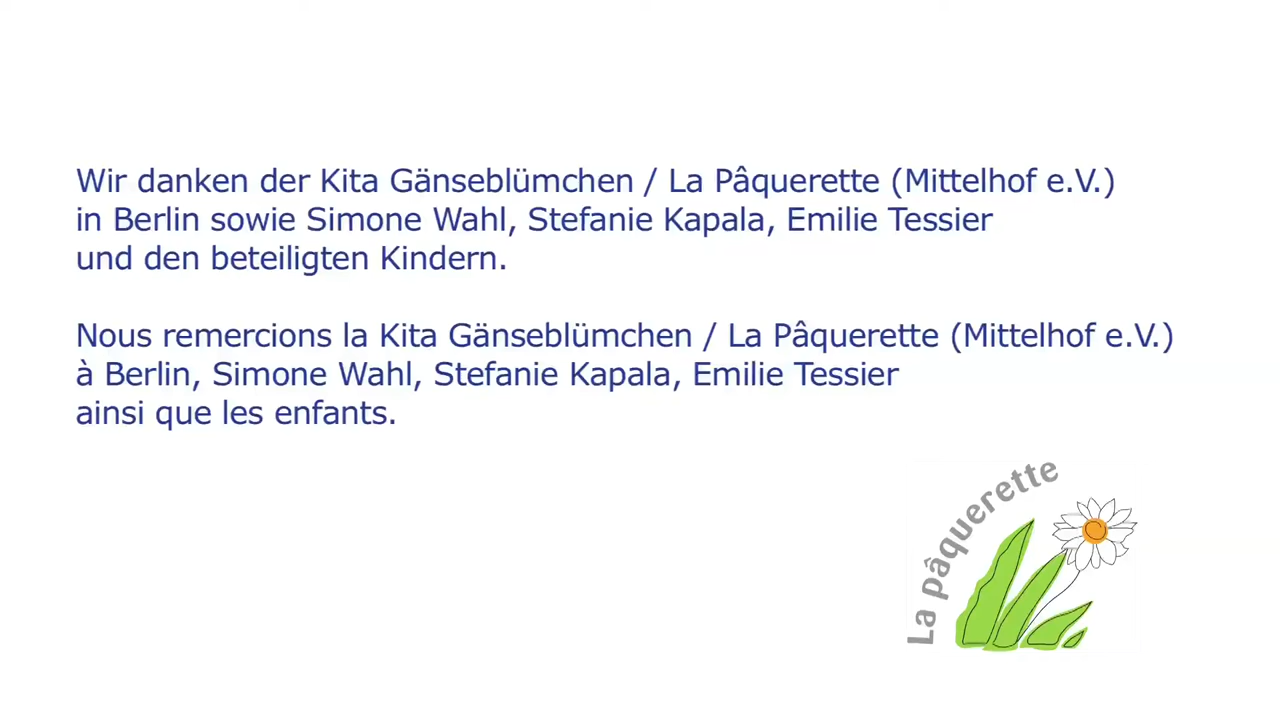 Wir danken der Kita Gänseblümchen / La Pâquerette (Mittelhof e.V.)
in Berlin sowie Simone Wahl, Stefanie Kapala, Emilie Tessier
und den beteiligten Kindern.
Nous remercions la Kita Gänseblümchen / La Pâquerette (Mittelhof e.V.)
à Berlin, Simone Wahl, Stefanie Kapala, Emilie Tessier
ainsi que les enfants.
La pâquerette